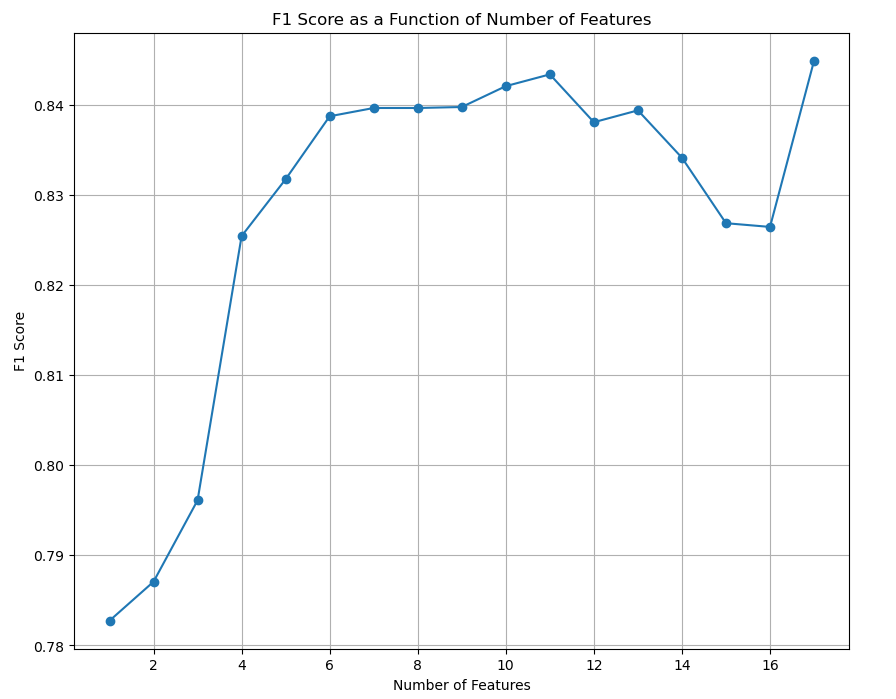 F1 Score as a Function of Number of Features
F1 Score
0.84
0.83
0.82
0.81
0.80
0.79
0.78
2 4 6 8 10 12 14 16
Number of Features